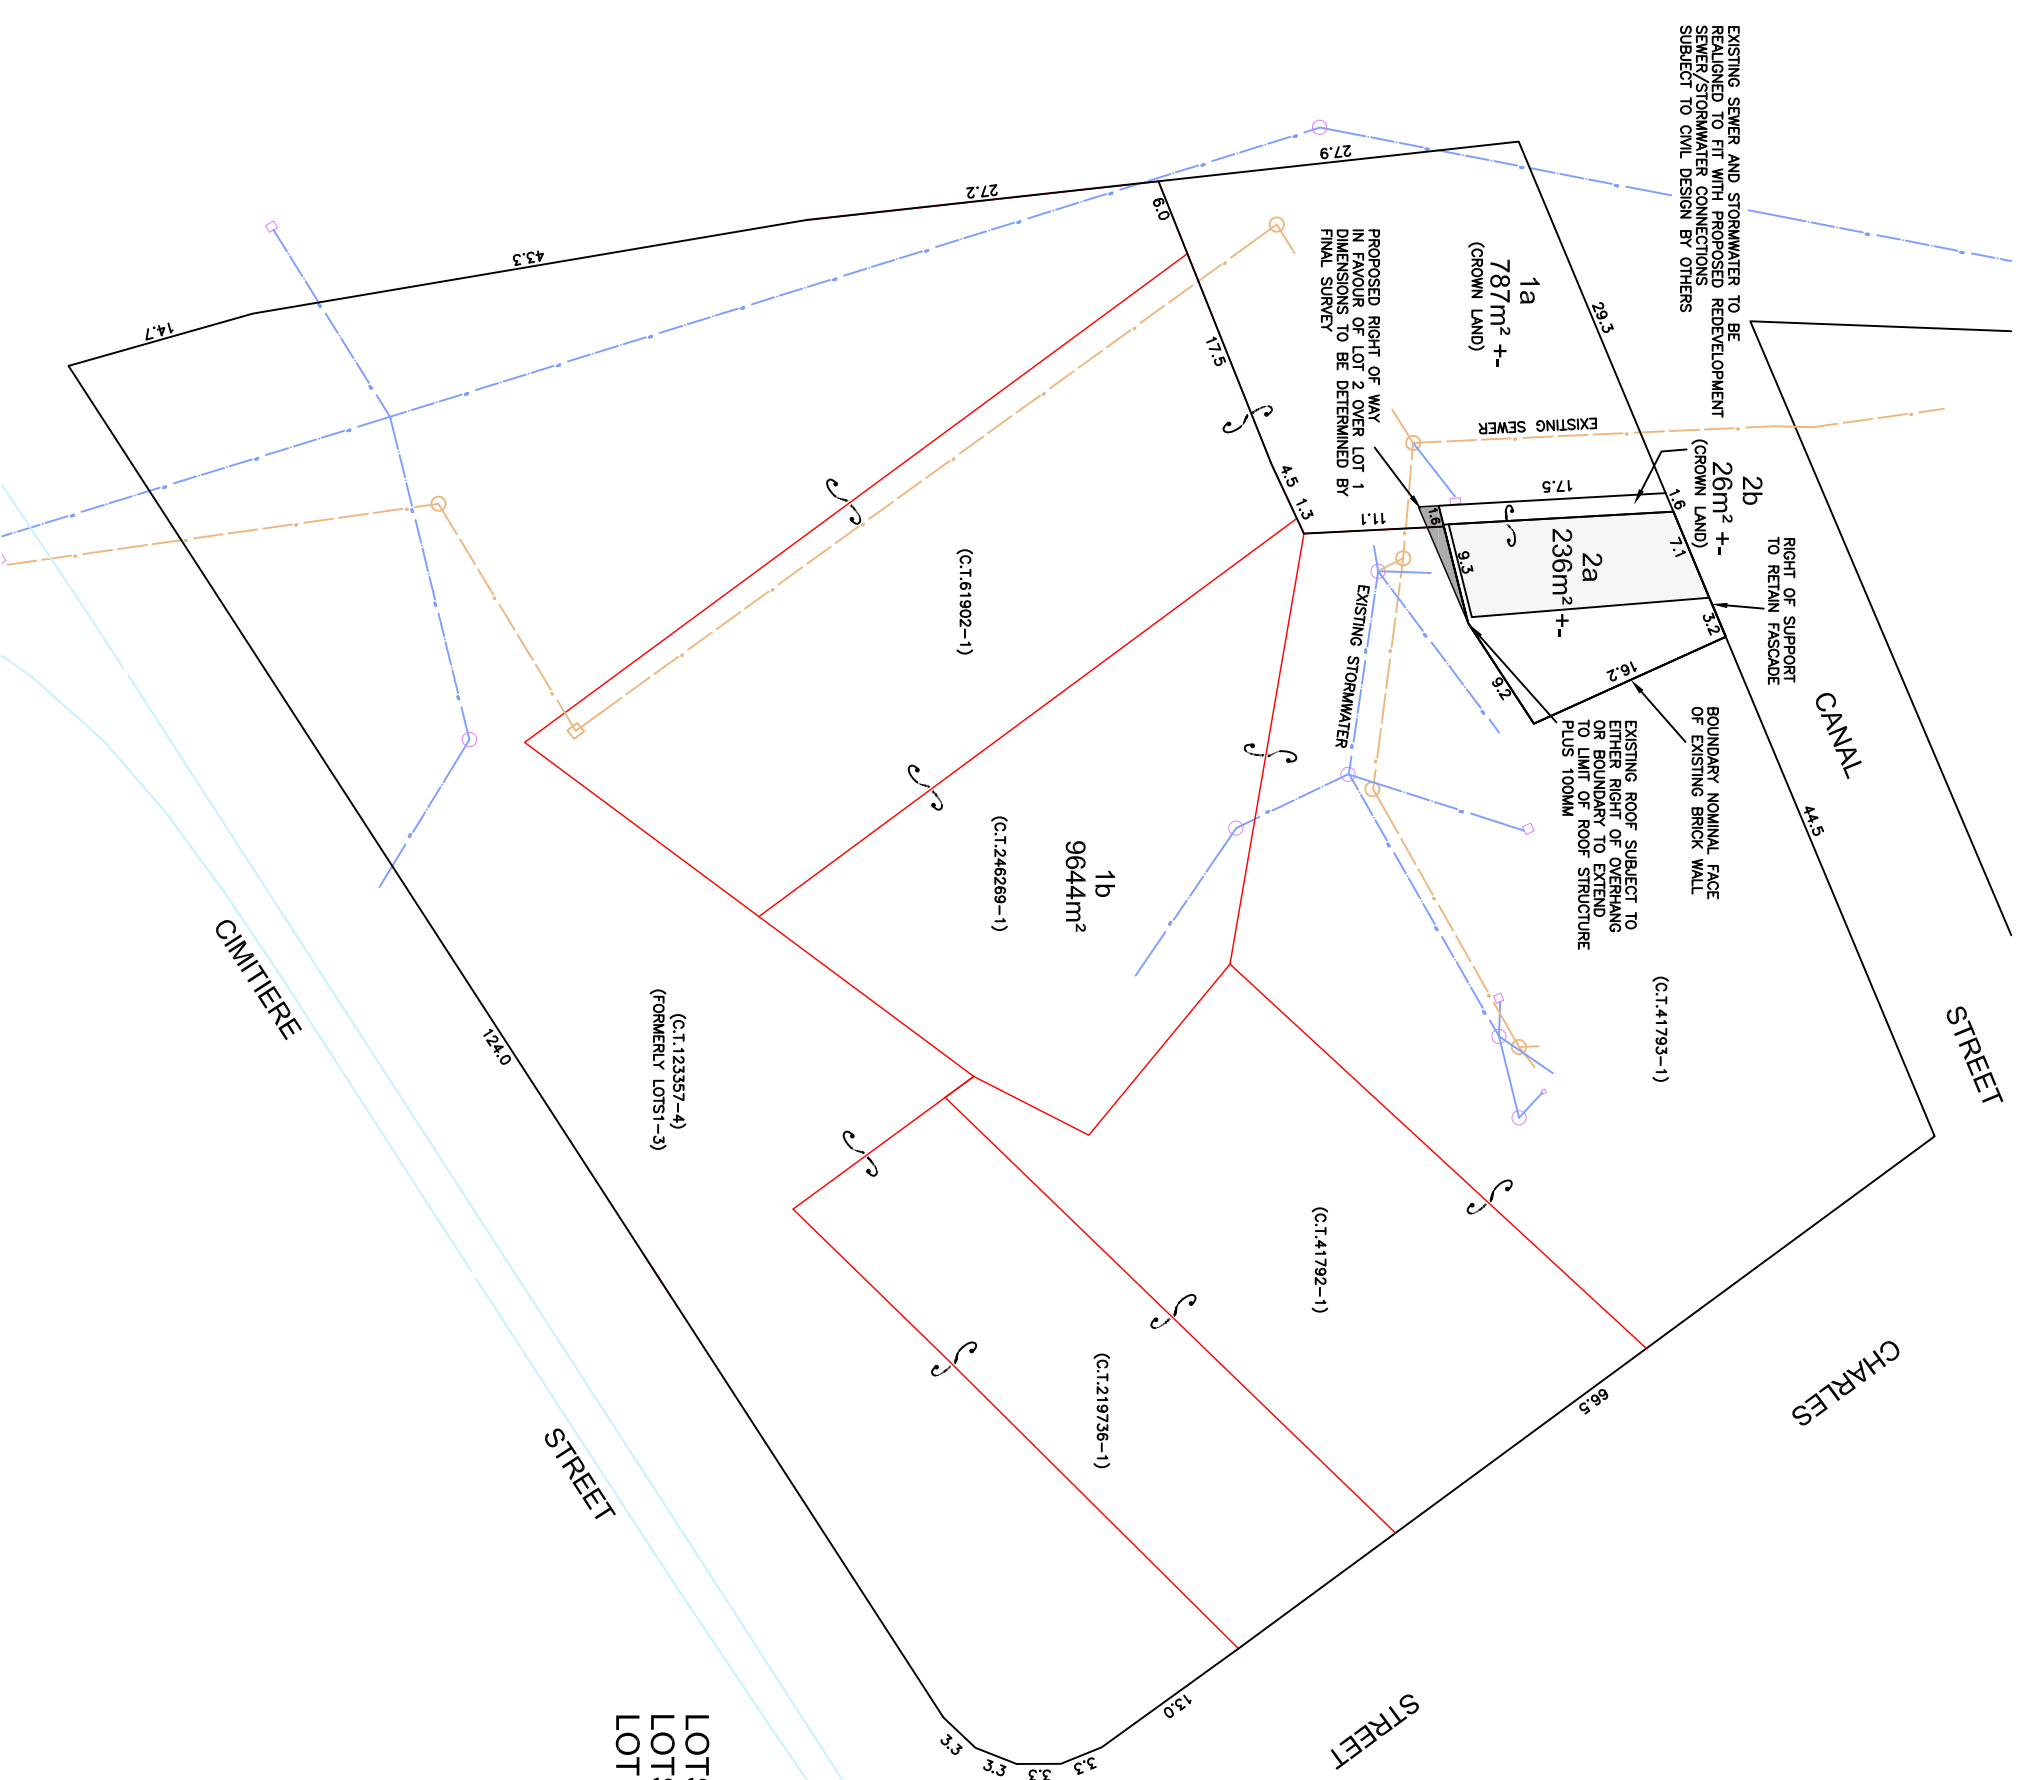 EXISTING SEWER AND STORMWATER TO BE
REALIGNED TO FIT WITH PROPOSED REDEVELOPMENT
SEWER/STORMWATER CONNECTIONS
SUBJECT TO CIVIL DESIGN BY OTHERS
27.9
29.3
1a
787m² +-
(CROWN LAND)
PROPOSED RIGHT OF WAY
IN FAVOUR OF LOT 2 OVER LOT 1
DIMENSIONS TO BE DETERMINED BY
FINAL SURVEY
EXISTING SEWER
2b
26m² +-
(CROWN LAND)
17.5
1.6
7.1
3.2
1.6
9.3
2a
236m² +-
16.2
9.2
RIGHT OF SUPPORT
TO RETAIN FASCADE
BOUNDARY NOMINAL FACE
OF EXISTING BRICK WALL
EXISTING ROOF SUBJECT TO
EITHER RIGHT OF OVERHANG
OR BOUNDARY TO EXTEND
TO LIMIT OF ROOF STRUCTURE
PLUS 100MM
EXISTING STORMWATER
CANAL
STREET
44.5
27.2
43.3
14.7
6.0
17.5
4.5
1.3
11.1
(C.T.61902-1)
(C.T.246269-1)
1b
9644m²
(C.T.41793-1)
(C.T.123357-4)
(FORMERLY LOTS1-3)
(C.T.41792-1)
(C.T.219736-1)
124.0
CIMITIERE
STREET
66.5
CHARLES
STREET
13.0
3.3
3.3
3.3
3.3
LOTS
LOTS
LOT